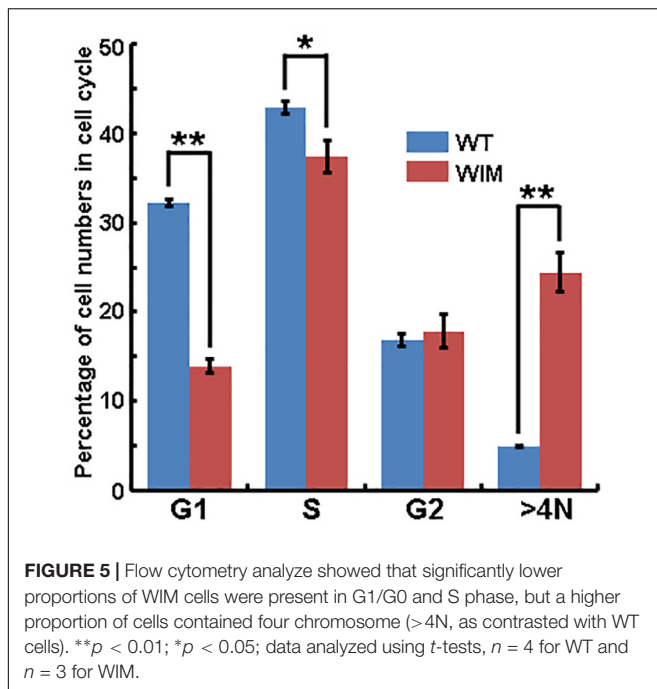 Percentage of cell numbers in cell cycle
50
40
30
20
10
0
**
*
**
WT
WIM
G1 S G2 >4N
FIGURE 5 | Flow cytometry analyze showed that significantly lower
proportions of WIM cells were present in G1/G0 and S phase, but a higher
proportion of cells contained four chromosome (>4N, as contrasted with WT
cells). **p < 0.01; *p < 0.05; data analyzed using t-tests, n = 4 for WT and
n = 3 for WIM.